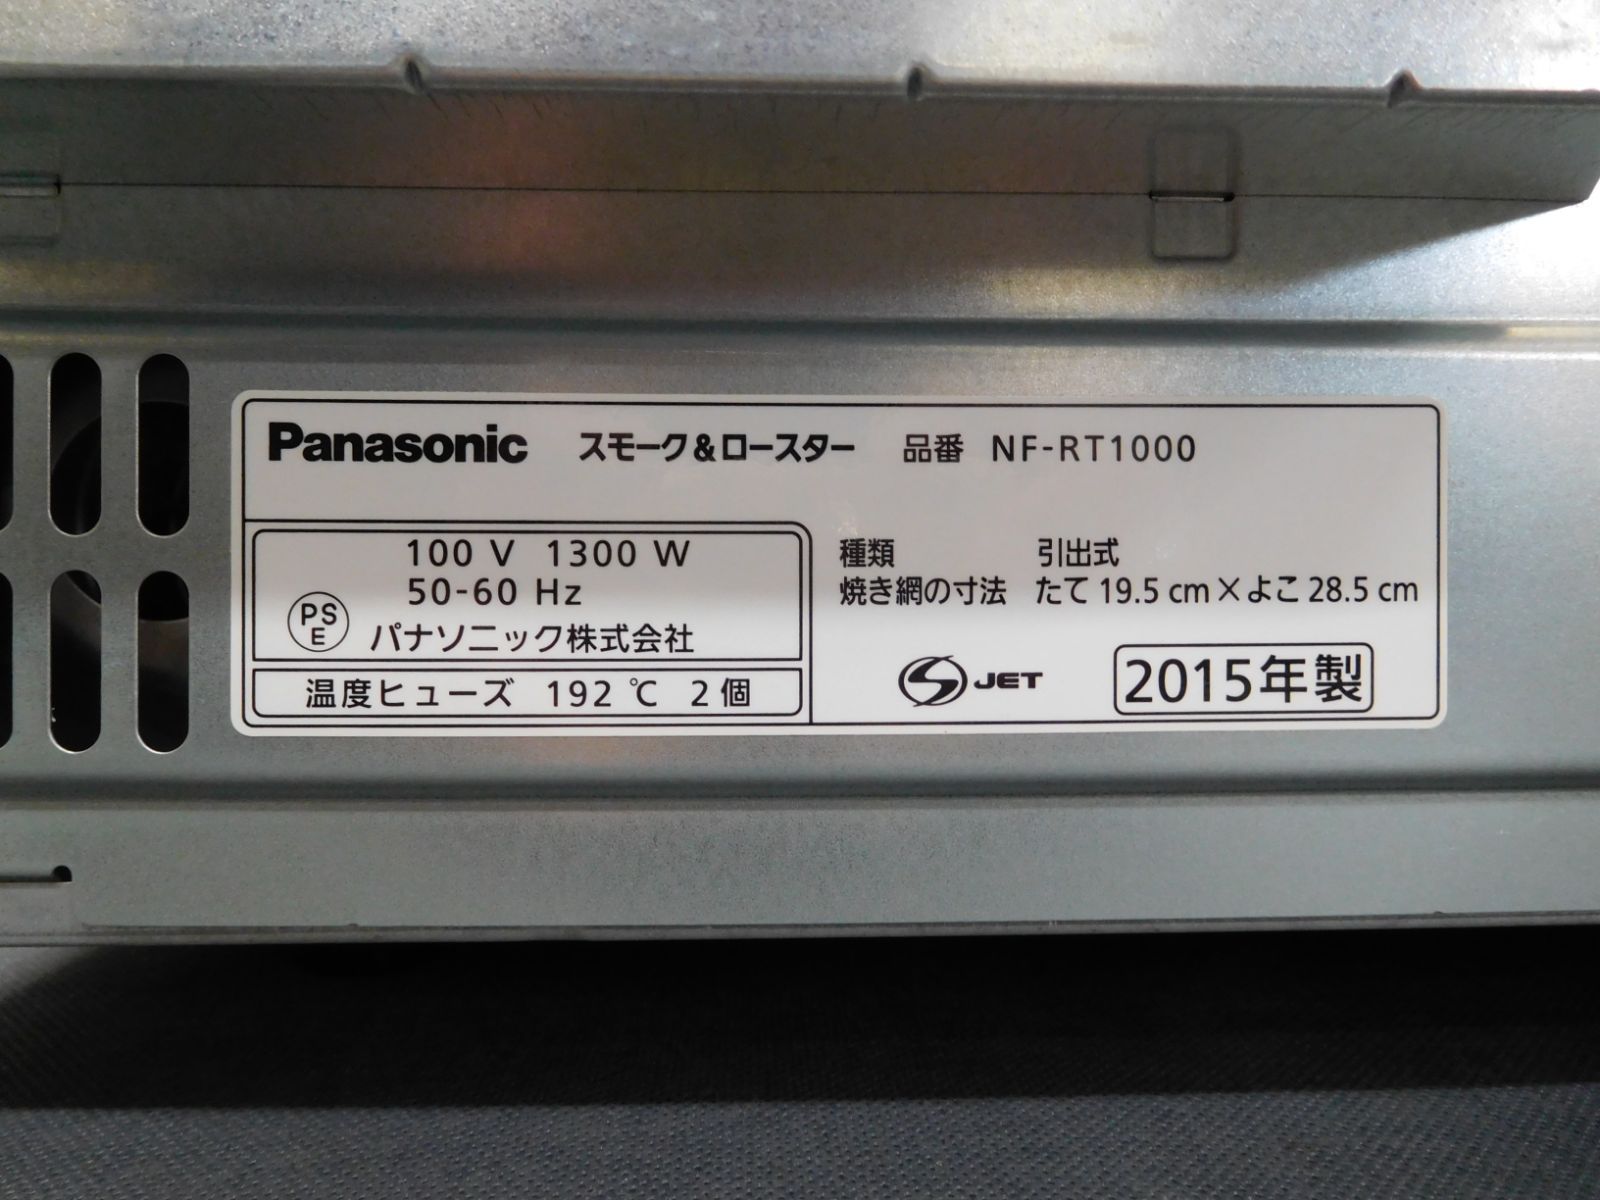 Panasonic スモーク&ロースター 品番 NF-RT1000
100 V 1300 W
50-60 Hz
PS
E
パナソニック株式会社
温度ヒューズ 192 ℃ 2個
種類 引出式
焼き網の寸法 たて 19.5 cm×よこ 28.5 cm
S JET
2015年製